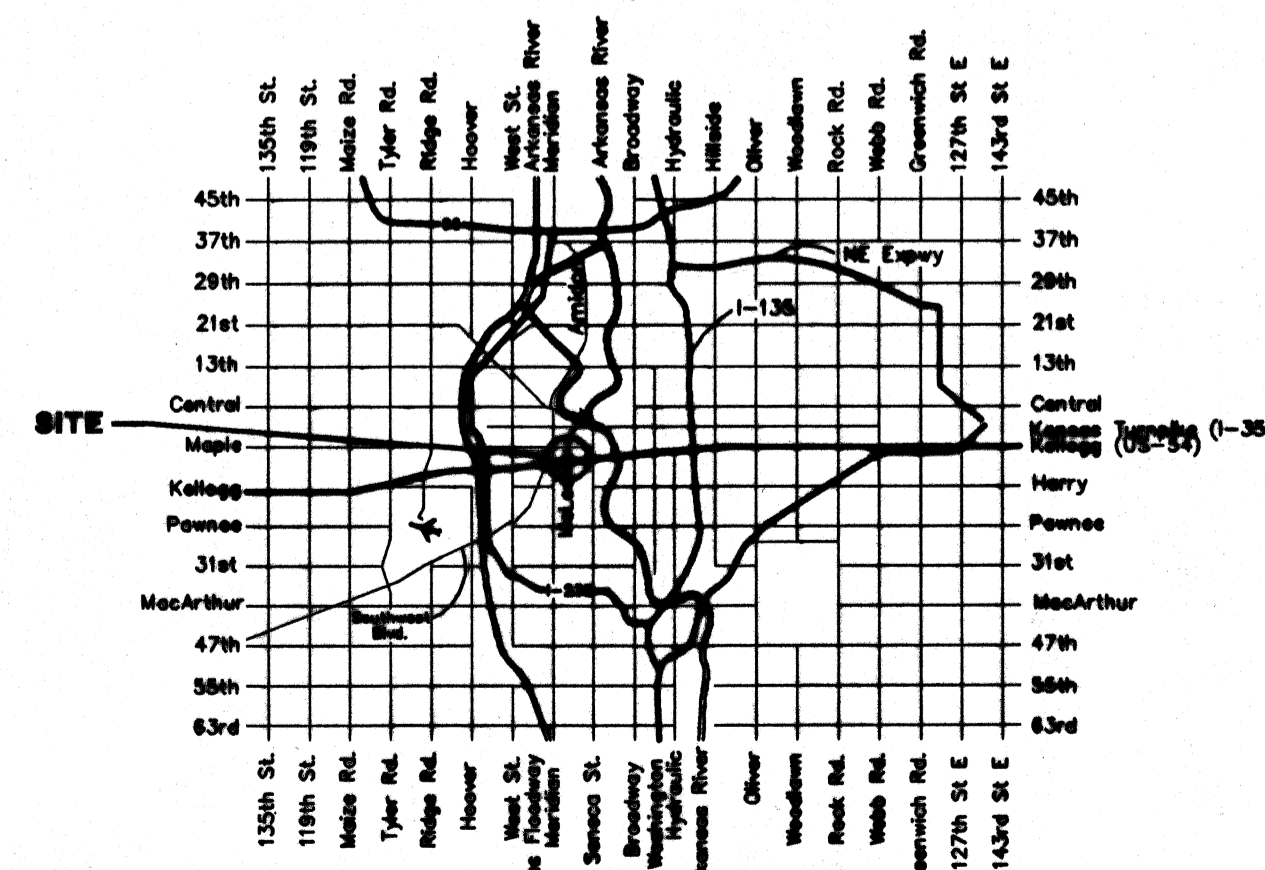 135th St.
119th St.
Maize Rd.
Tyler Rd.
Ridge Rd.
Hoover
West St.
Arkansas River
Meridian
Arkansas River
Broadway
Hydraulic
Hillside
Oliver
Woodlawn
Rock Rd.
Webb Rd.
Greenwich Rd.
127th St E
143rd St E
45th
37th
29th
21st
13th
Central
SITE
Maple
Kellogg
Pawnee
31st
MacArthur
47th
55th
63rd
Amidon
NE Expwy
I-135
Southwest
Blvd.
45th
37th
29th
21st
13th
Central
Kansas Turnpike (I-35
Kellogg (US-54)
Harry
Pawnee
31st
MacArthur
47th
55th
63rd
135th St.
119th St.
Maize Rd.
Tyler Rd.
Ridge Rd.
Hoover
West St.
s Floodway
Meridian
Seneca St.
Broadway
Washington
Hydraulic
ansas River
Oliver
Woodlawn
Rock Rd.
Webb Rd.
eenwich Rd.
127th St E
143rd St E